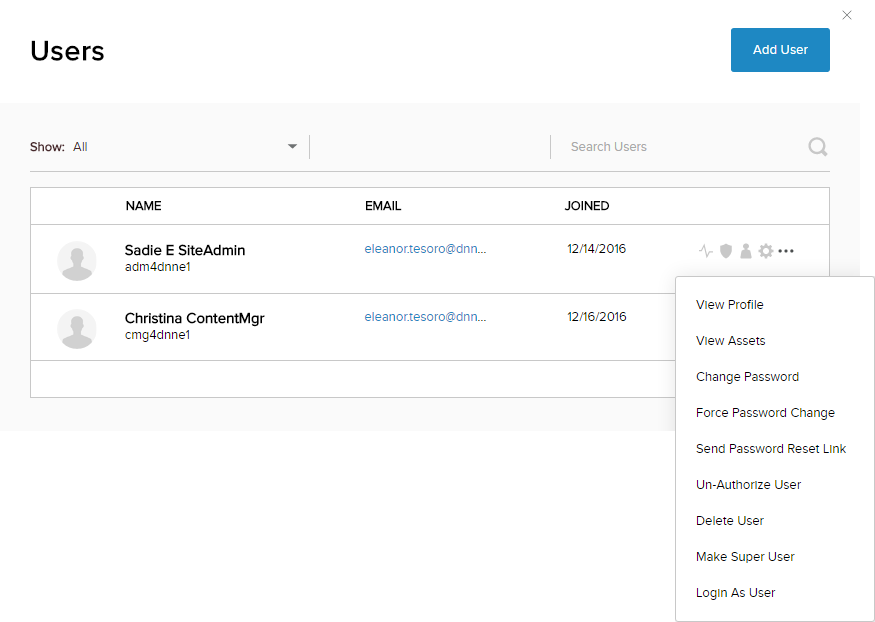 Users
Add User
Show: All
Search Users
NAME EMAIL JOINED
Sadie E SiteAdmin eleanor.tesoro@dnn... 12/14/2016
adm4dnne1
Christina ContentMgr eleanor.tesoro@dnn... 12/16/2016
cmg4dnne1
View Profile
View Assets
Change Password
Force Password Change
Send Password Reset Link
Un-Authorize User
Delete User
Make Super User
Login As User